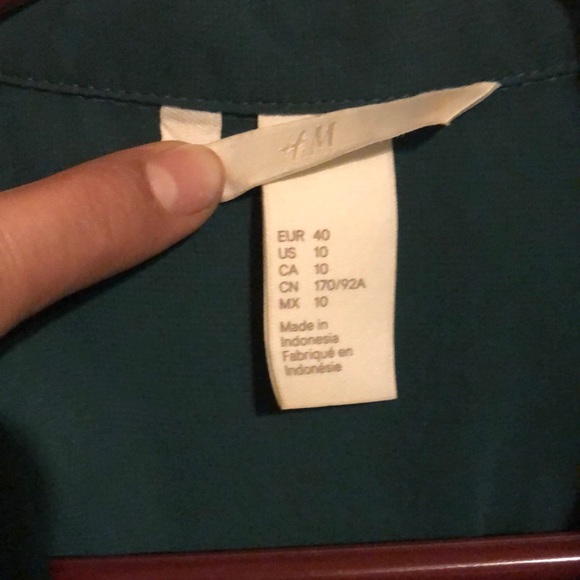 H&M
EUR 40
US 10
CA 10
CN 170/92A
MX 10
Made in
Indonesia
Fabriqué en
Indonésie